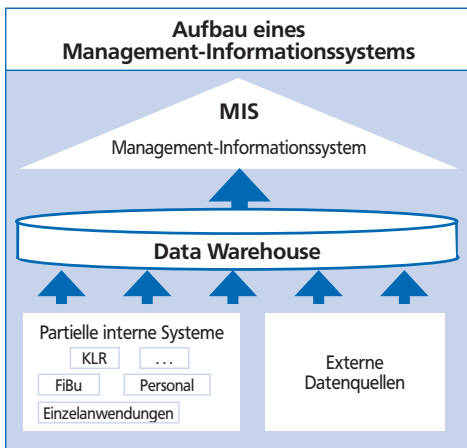 Aufbau eines
Management-Informationssystems
MIS
Management-Informationssystem
Data Warehouse
Partielle interne Systeme
KLR
...
FiBu
Personal
Einzelanwendungen
Externe
Datenquellen